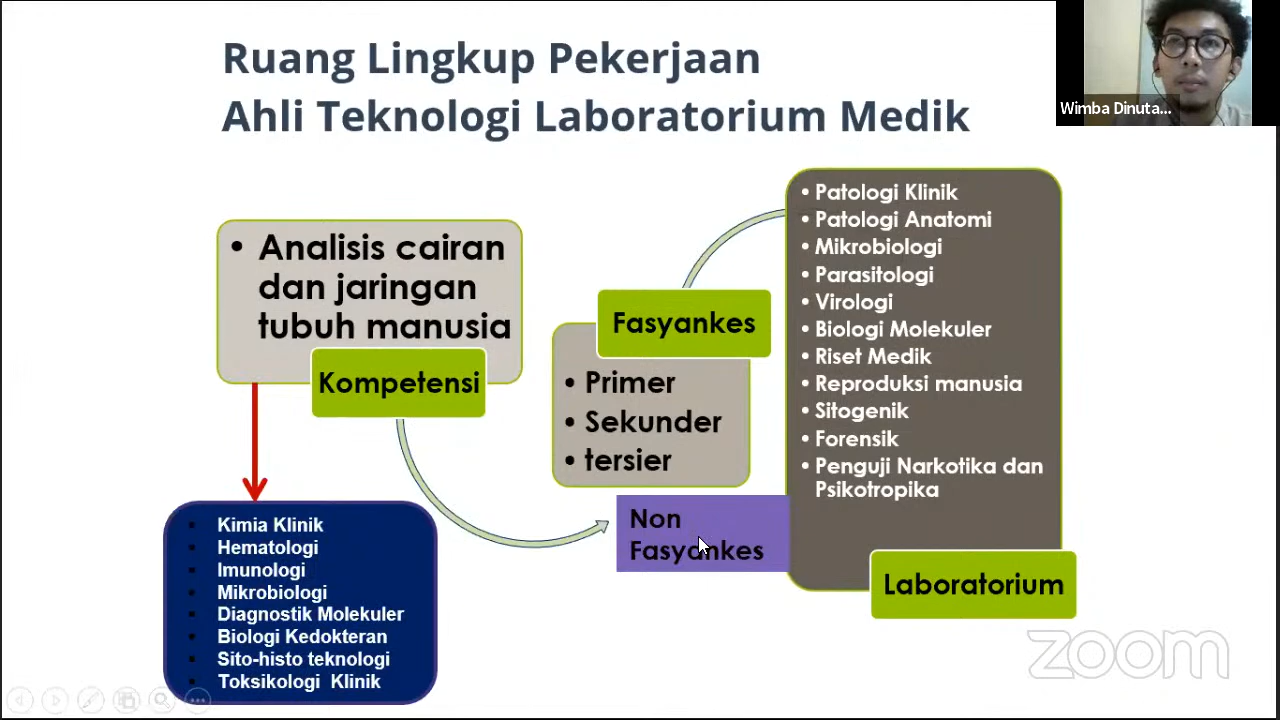 Ruang Lingkup Pekerjaan
Ahli Teknologi Laboratorium Medik
Wimba Dinuta...
• Analisis cairan
dan jaringan
tubuh manusia
Kompetensi
Kimia Klinik
Hematologi
Imunologi
Mikrobiologi
Diagnostik Molekuler
Biologi Kedokteran
Sito-histo teknologi
Toksikologi Klinik
Fasyankes
• Primer
• Sekunder
• tersier
Non
Fasyankes
• Patologi Klinik
• Patologi Anatomi
• Mikrobiologi
• Parasitologi
• Virologi
• Biologi Molekuler
• Riset Medik
• Reproduksi manusia
• Sitogenik
• Forensik
• Penguji Narkotika dan
Psikotropika
Laboratorium
zoom